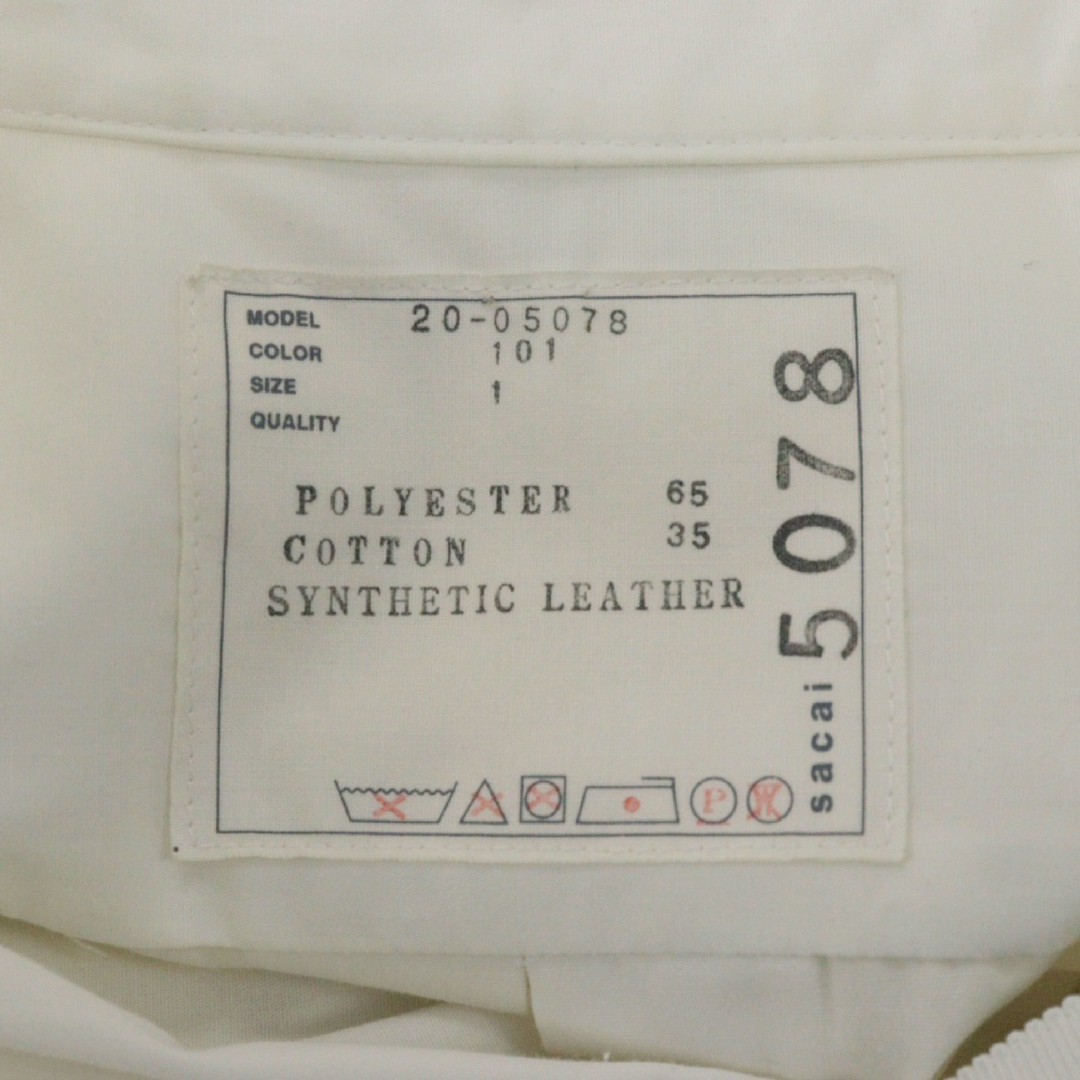 MODEL 20-05078
COLOR 101
SIZE 1
QUALITY
POLYESTER 65
COTTON 35
SYNTHETIC LEATHER
P
W
sacai 5078